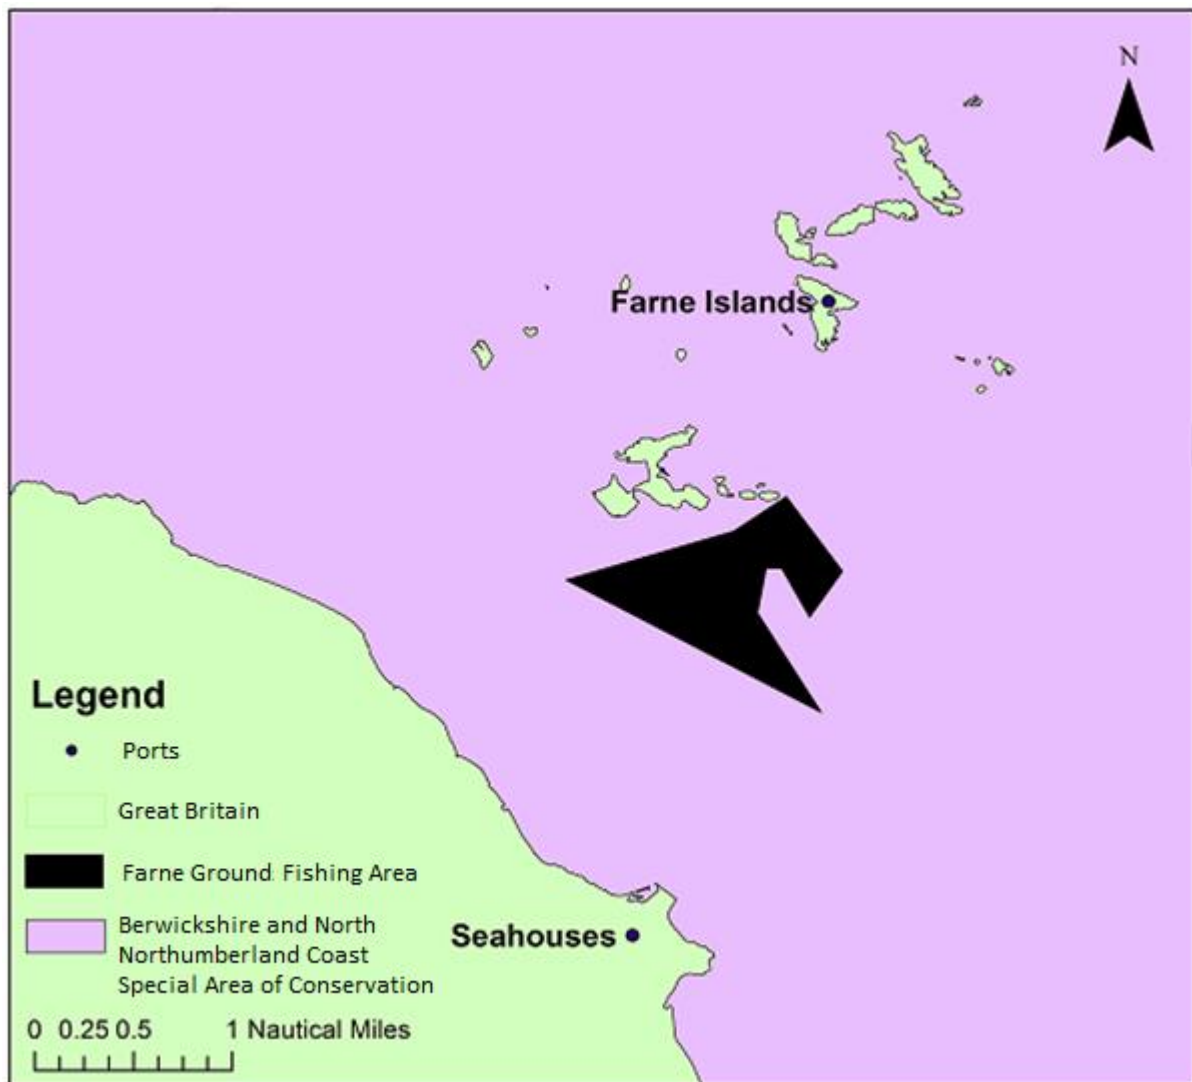 N
Farne Islands
Legend
Ports
Great Britain
Farne Ground Fishing Area
Berwickshire and North
Northumberland Coast
Special Area of Conservation
Seahouses
0 0.25 0.5 1 Nautical Miles